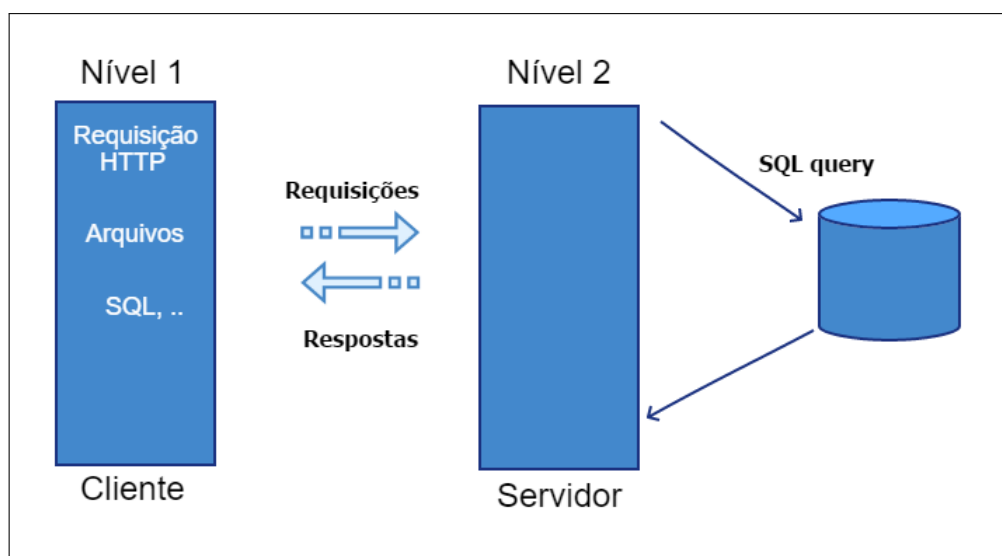 Nível 1
Nível 2
Requisição
HTTP
Arquivos
SQL, ..
Requisições
Respostas
SQL query
Cliente
Servidor